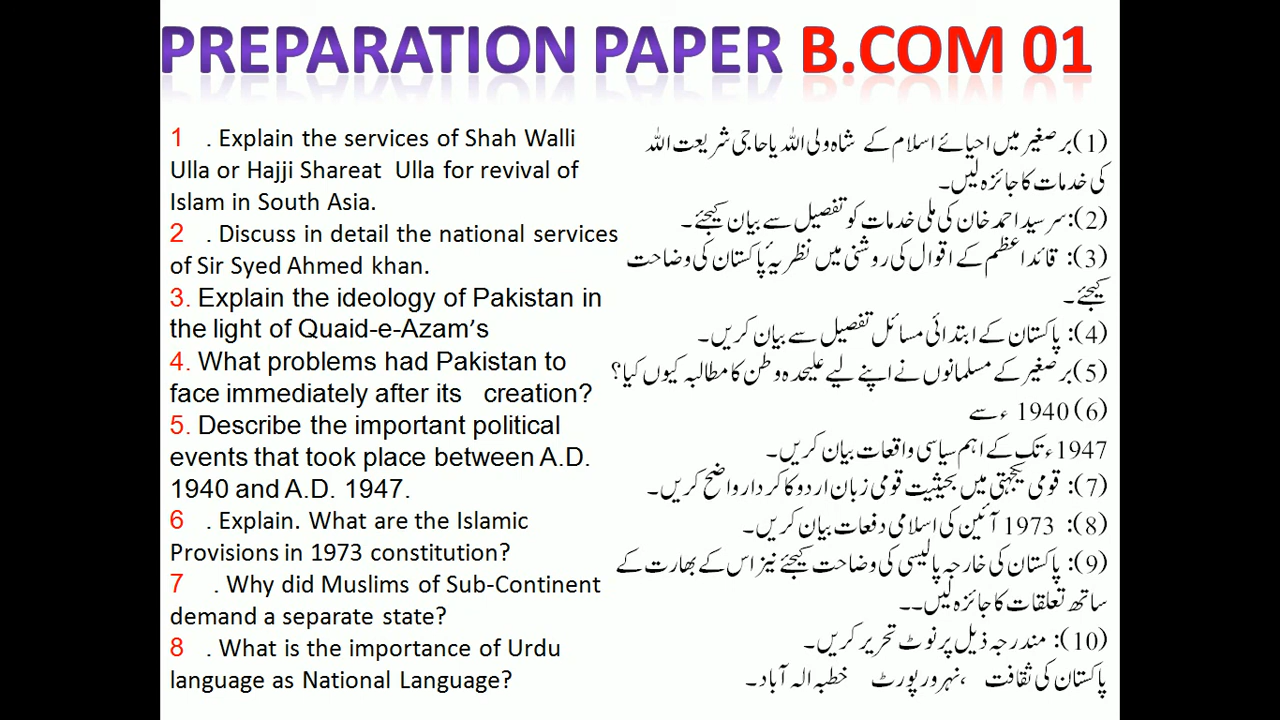 PREPARATION PAPER B.COM 01
1 . Explain the services of Shah Walli
Ulla or Hajji Shareat Ulla for revival of
Islam in South Asia.
2 . Discuss in detail the national services
of Sir Syed Ahmed khan.
3. Explain the ideology of Pakistan in
the light of Quaid-e-Azam's
4. What problems had Pakistan to
face immediately after its creation?
5. Describe the important political
events that took place between A.D.
1940 and A.D. 1947.
6 . Explain. What are the Islamic
Provisions in 1973 constitution?
7 . Why did Muslims of Sub-Continent
demand a separate state?
8 . What is the importance of Urdu
language as National Language?
(1) برصغیر میں احیائے اسلام کے شاہ ولی اللہ یا حاجی شریعت اللہ
کی خدمات کا جائزہ لیں۔
(2): سر سید احمد خان کی ملی خدمات کو تفصیل سے بیان کیجئے۔
(3): قائد اعظم کے اقوال کی روشنی میں نظریۂ پاکستان کی وضاحت
کیجئے۔
(4): پاکستان کے ابتدائی مسائل تفصیل سے بیان کریں۔
(5) برصغیر کے مسلمانوں نے اپنے لیے علیحدہ وطن کا مطالبہ کیوں کیا؟
(6) 1940ء سے
1947ء تک کے اہم سیاسی واقعات بیان کریں۔
(7): قومی یکجہتی میں بحیثیت قومی زبان اردو کا کردار واضح کریں۔
(8): 1973 آئین کی اسلامی دفعات بیان کریں۔
(9): پاکستان کی خارجہ پالیسی کی وضاحت کیجئے نیز اس کے بھارت کے
ساتھ تعلقات کا جائزہ لیں۔۔
(10): مندرجہ ذیل پر نوٹ تحریر کریں۔
پاکستان کی ثقافت ، نہرو رپورٹ خطبہ الہ آباد۔